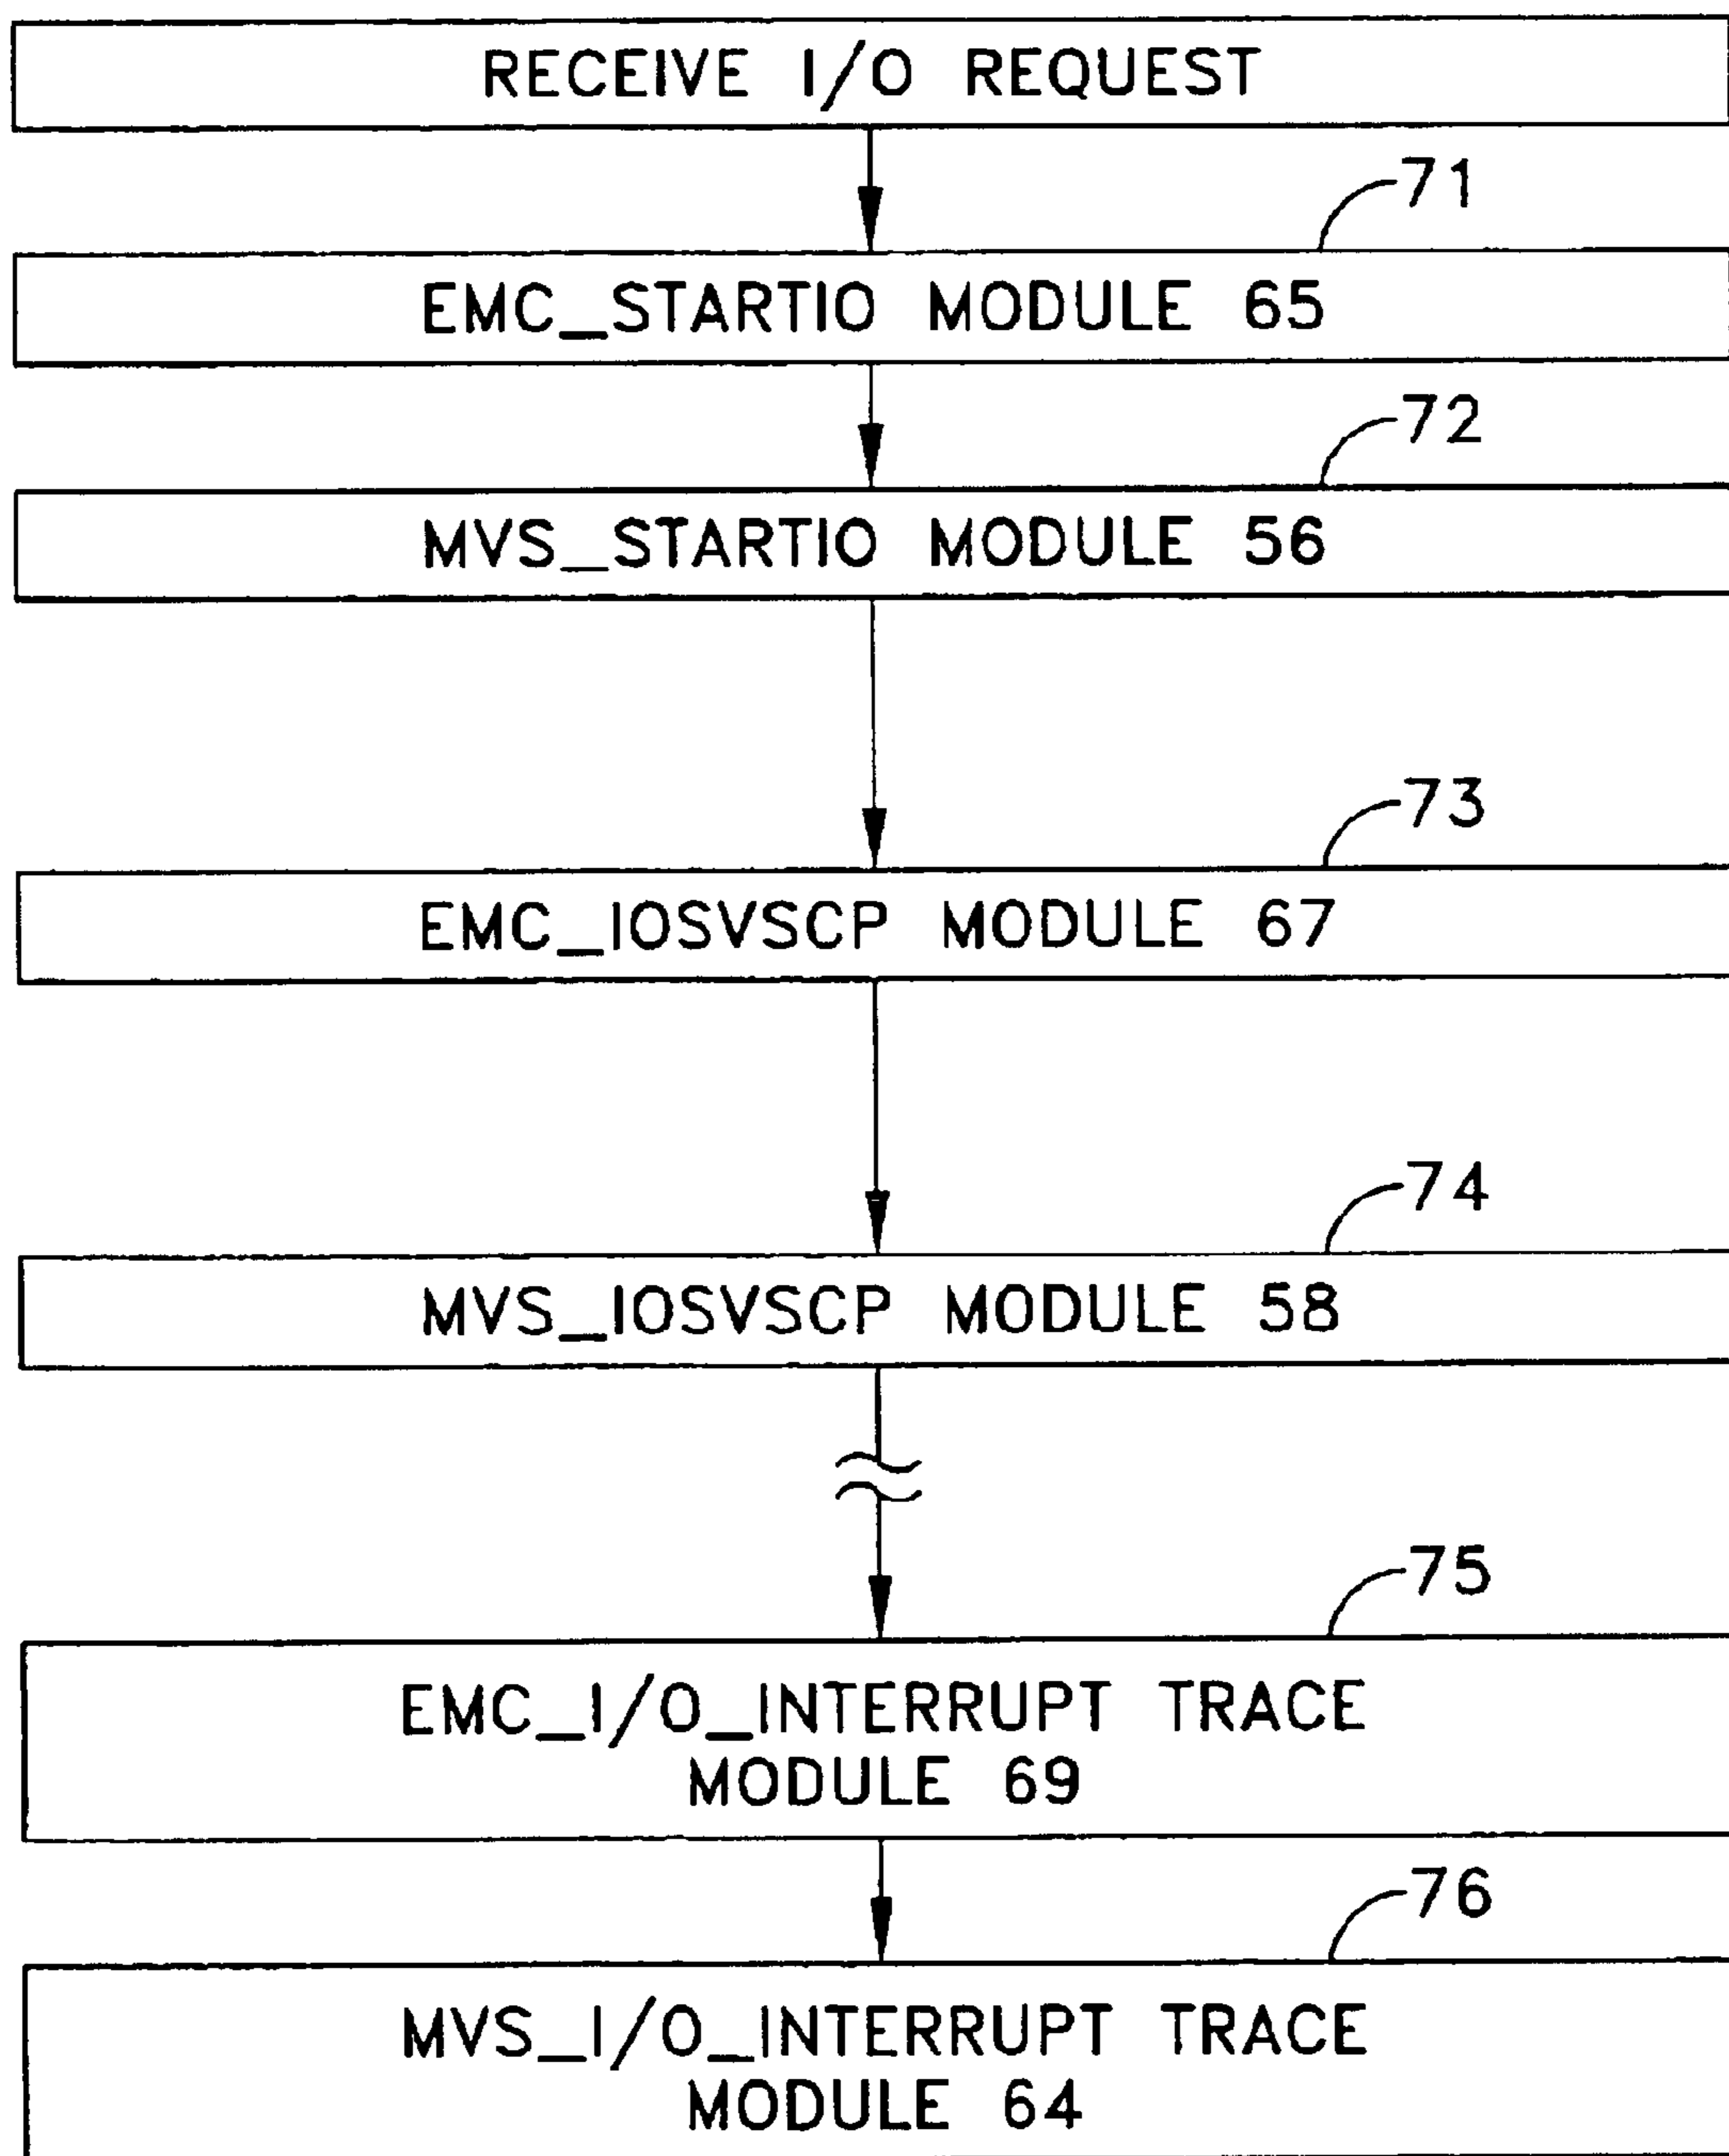 RECEIVE I/O REQUEST
71
EMC_STARTIO MODULE 65
72
MVS_STARTIO MODULE 56
73
EMC_IOSVSCP MODULE 67
74
MVS_IOSVSCP MODULE 58
75
EMC_I/O_INTERRUPT TRACE
MODULE 69
76
MVS_I/O_INTERRUPT TRACE
MODULE 64